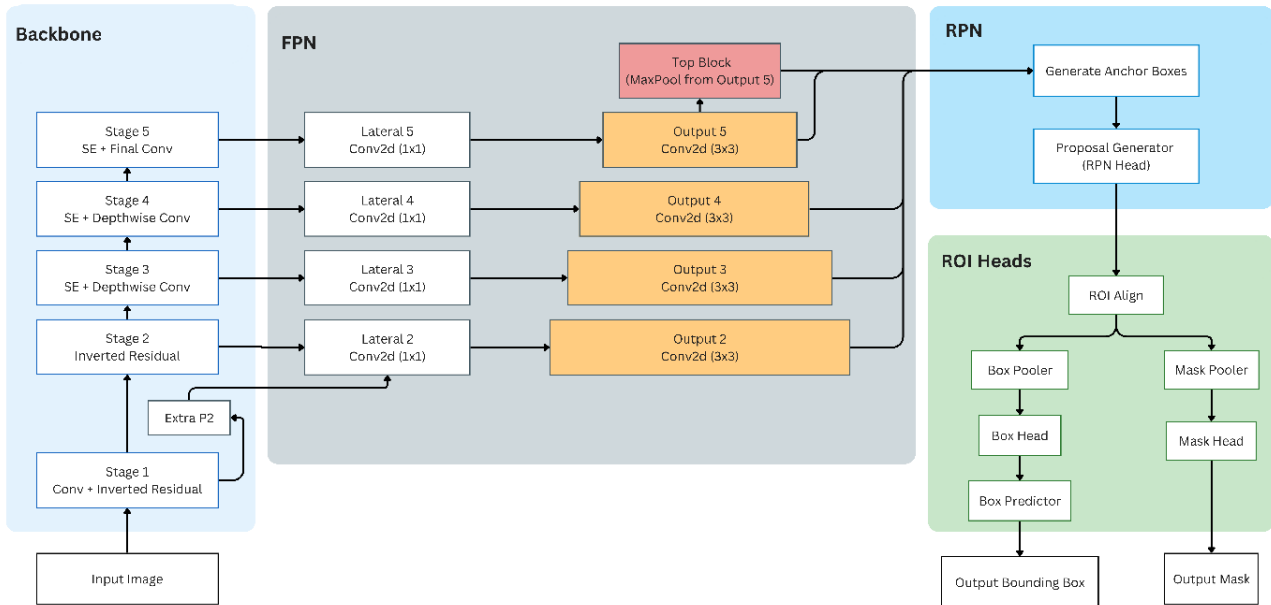 Backbone
Stage 5
SE + Final Conv
Stage 4
SE + Depthwise Conv
Stage 3
SE + Depthwise Conv
Stage 2
Inverted Residual
Extra P2
Stage 1
Conv + Inverted Residual
Input Image
FPN
Top Block
(MaxPool from Output 5)
Lateral 5
Conv2d (1x1)
Output 5
Conv2d (3x3)
Lateral 4
Conv2d (1x1)
Output 4
Conv2d (3x3)
Lateral 3
Conv2d (1x1)
Output 3
Conv2d (3x3)
Lateral 2
Conv2d (1x1)
Output 2
Conv2d (3x3)
RPN
Generate Anchor Boxes
Proposal Generator
(RPN Head)
ROI Heads
ROI Align
Box Pooler
Mask Pooler
Box Head
Mask Head
Box Predictor
Output Bounding Box
Output Mask